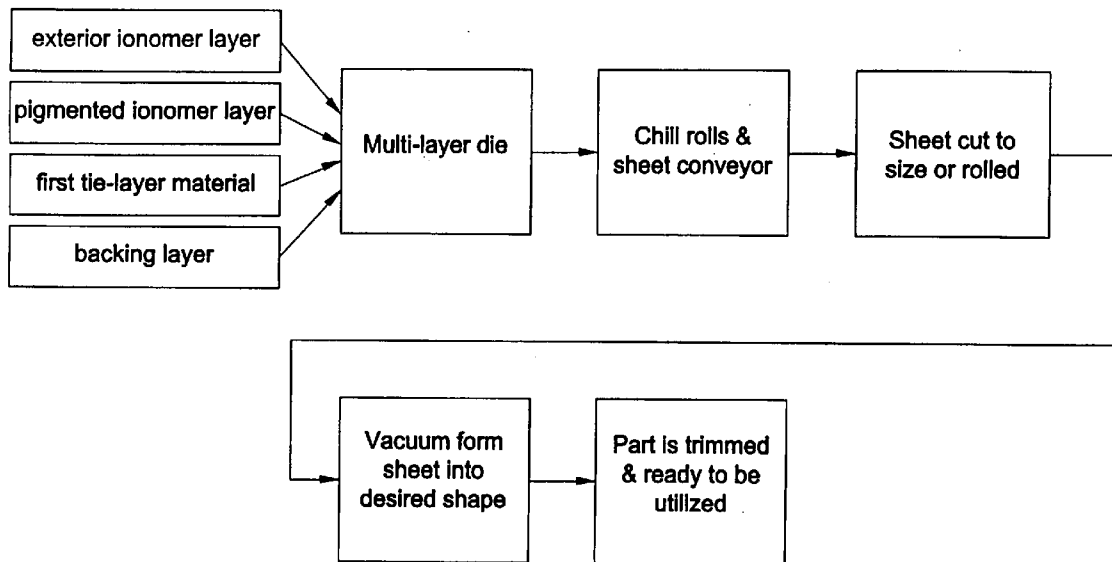 exterior ionomer layer
pigmented ionomer layer
first tie-layer material
backing layer
Multi-layer die
Chill rolls &
sheet conveyor
Sheet cut to
size or rolled
Vacuum form
sheet into
desired shape
Part is trimmed
& ready to be
utilized